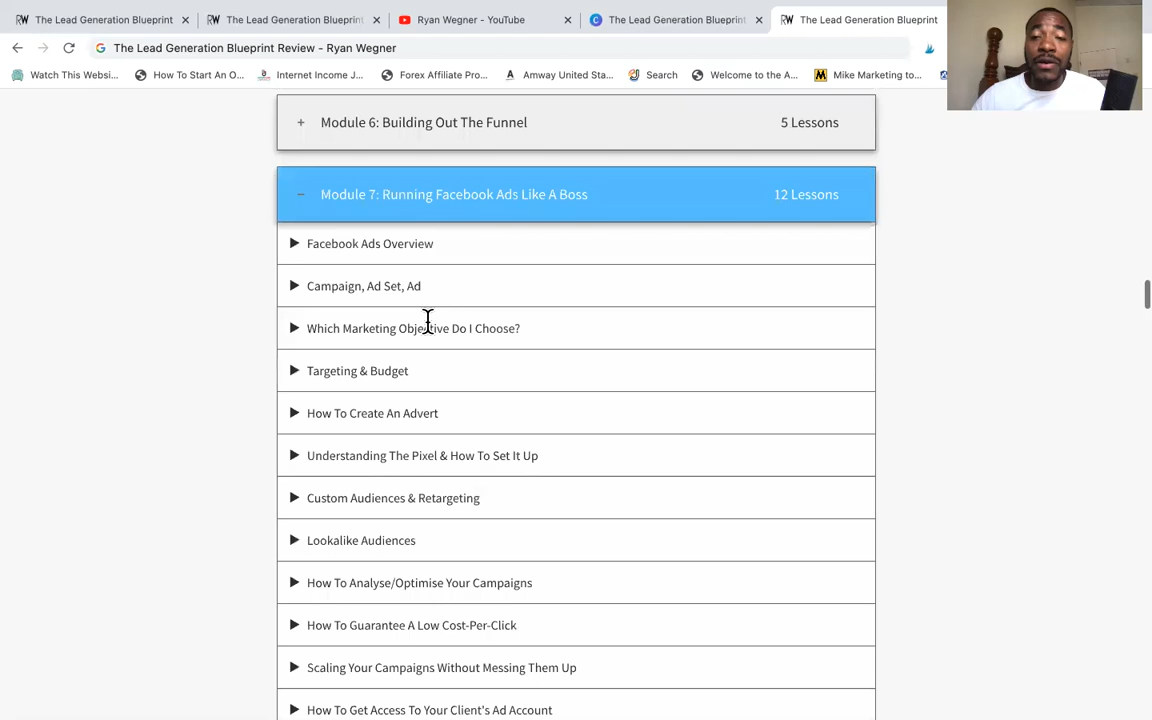 The Lead Generation Blueprint
The Lead Generation Blueprint
Ryan Wegner - YouTube
The Lead Generation Blueprint
The Lead Generation Blueprint
The Lead Generation Blueprint Review - Ryan Wegner
Watch This Websi...
How To Start An O...
Internet Income J...
Forex Affiliate Pro...
Amway United Sta...
Search
Welcome to the A...
Mike Marketing to...
+ Module 6: Building Out The Funnel 5 Lessons
− Module 7: Running Facebook Ads Like A Boss 12 Lessons
Facebook Ads Overview
Campaign, Ad Set, Ad
Which Marketing Objective Do I Choose?
Targeting & Budget
How To Create An Advert
Understanding The Pixel & How To Set It Up
Custom Audiences & Retargeting
Lookalike Audiences
How To Analyse/Optimise Your Campaigns
How To Guarantee A Low Cost-Per-Click
Scaling Your Campaigns Without Messing Them Up
How To Get Access To Your Client's Ad Account